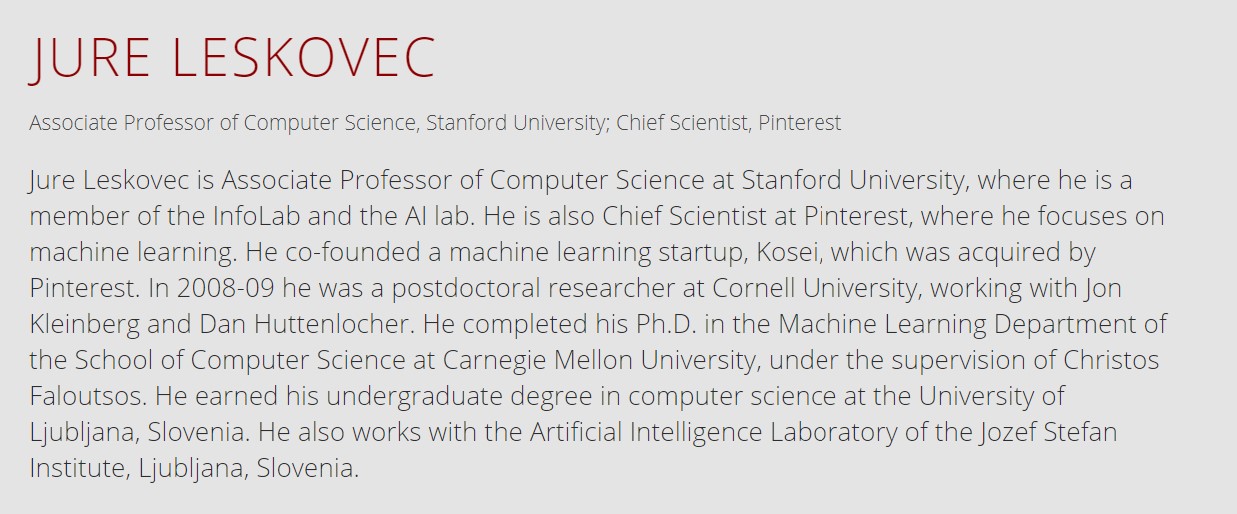 JURE LESKOVEC
Associate Professor of Computer Science, Stanford University; Chief Scientist, Pinterest
Jure Leskovec is Associate Professor of Computer Science at Stanford University, where he is a
member of the InfoLab and the AI lab. He is also Chief Scientist at Pinterest, where he focuses on
machine learning. He co-founded a machine learning startup, Kosei, which was acquired by
Pinterest. In 2008-09 he was a postdoctoral researcher at Cornell University, working with Jon
Kleinberg and Dan Huttenlocher. He completed his Ph.D. in the Machine Learning Department of
the School of Computer Science at Carnegie Mellon University, under the supervision of Christos
Faloutsos. He earned his undergraduate degree in computer science at the University of
Ljubljana, Slovenia. He also works with the Artificial Intelligence Laboratory of the Jozef Stefan
Institute, Ljubljana, Slovenia.